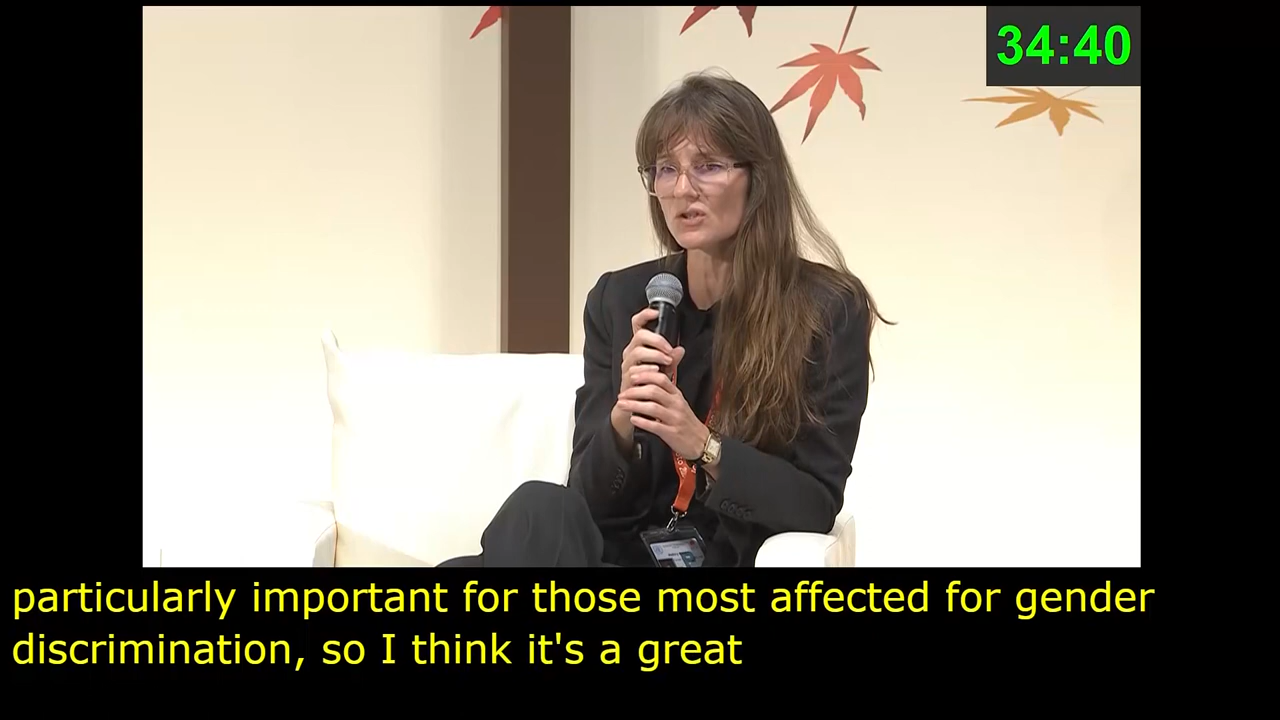 34:40
particularly important for those most affected for gender
discrimination, so I think it's a great